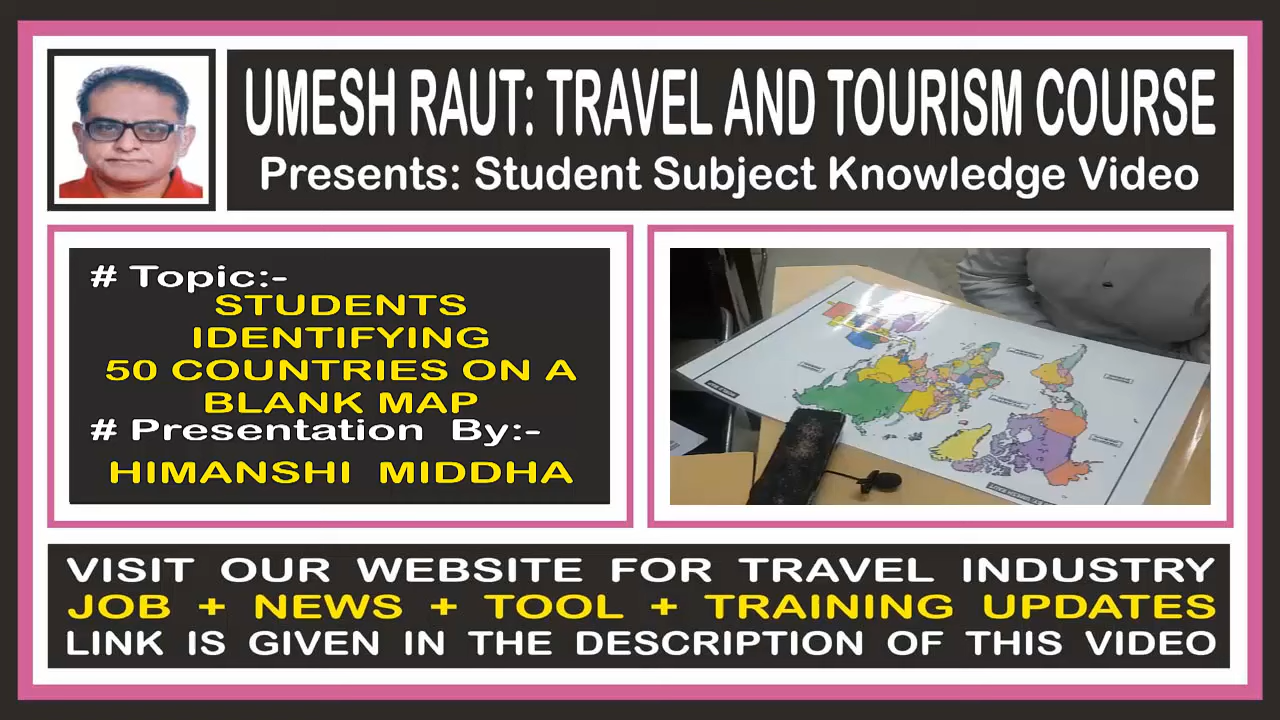 UMESH RAUT: TRAVEL AND TOURISM COURSE
Presents: Student Subject Knowledge Video
# Topic:-
STUDENTS
IDENTIFYING
50 COUNTRIES ON A
BLANK MAP
# Presentation By:-
HIMANSHI MIDDHA
VISIT OUR WEBSITE FOR TRAVEL INDUSTRY
JOB + NEWS + TOOL + TRAINING UPDATES
LINK IS GIVEN IN THE DESCRIPTION OF THIS VIDEO